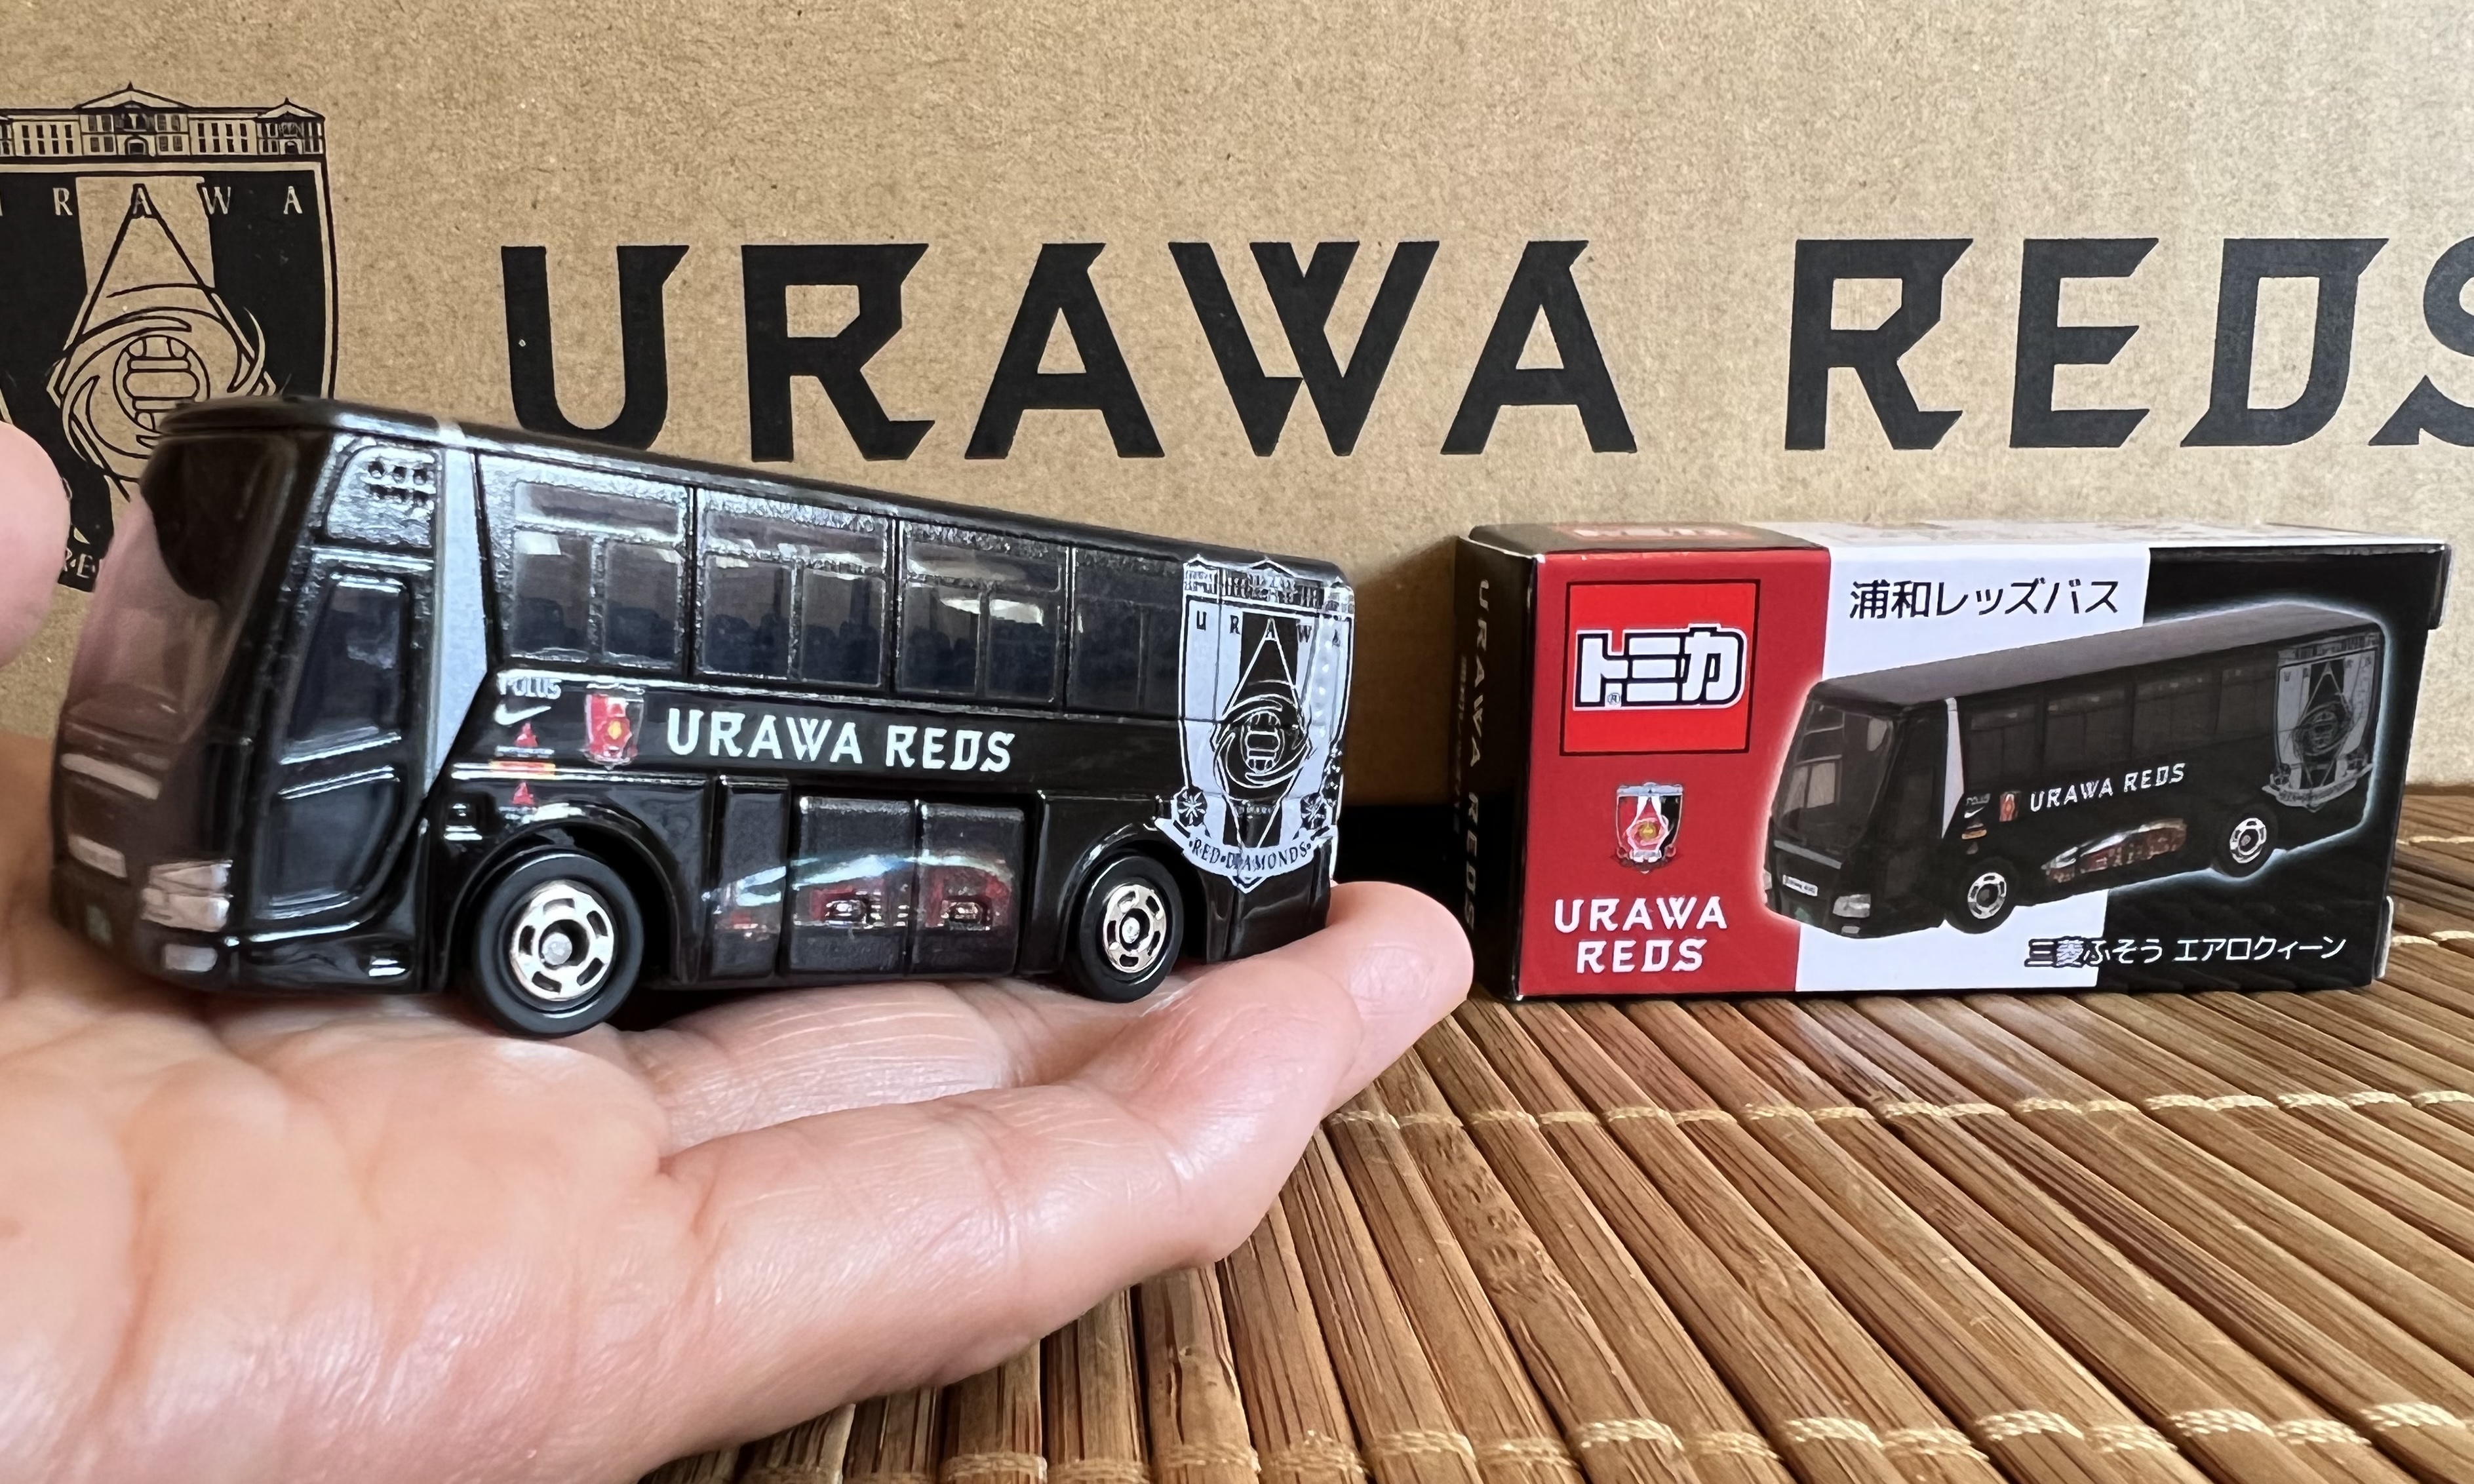 URAWA REDS
RAWA
POLUS
URAWA REDS
URAWA
RED DIAMONDS
トミカ
浦和レッズバス
URAWA REDS
URAWA
REDS
三菱ふそう エアロクィーン
URAWA REDS